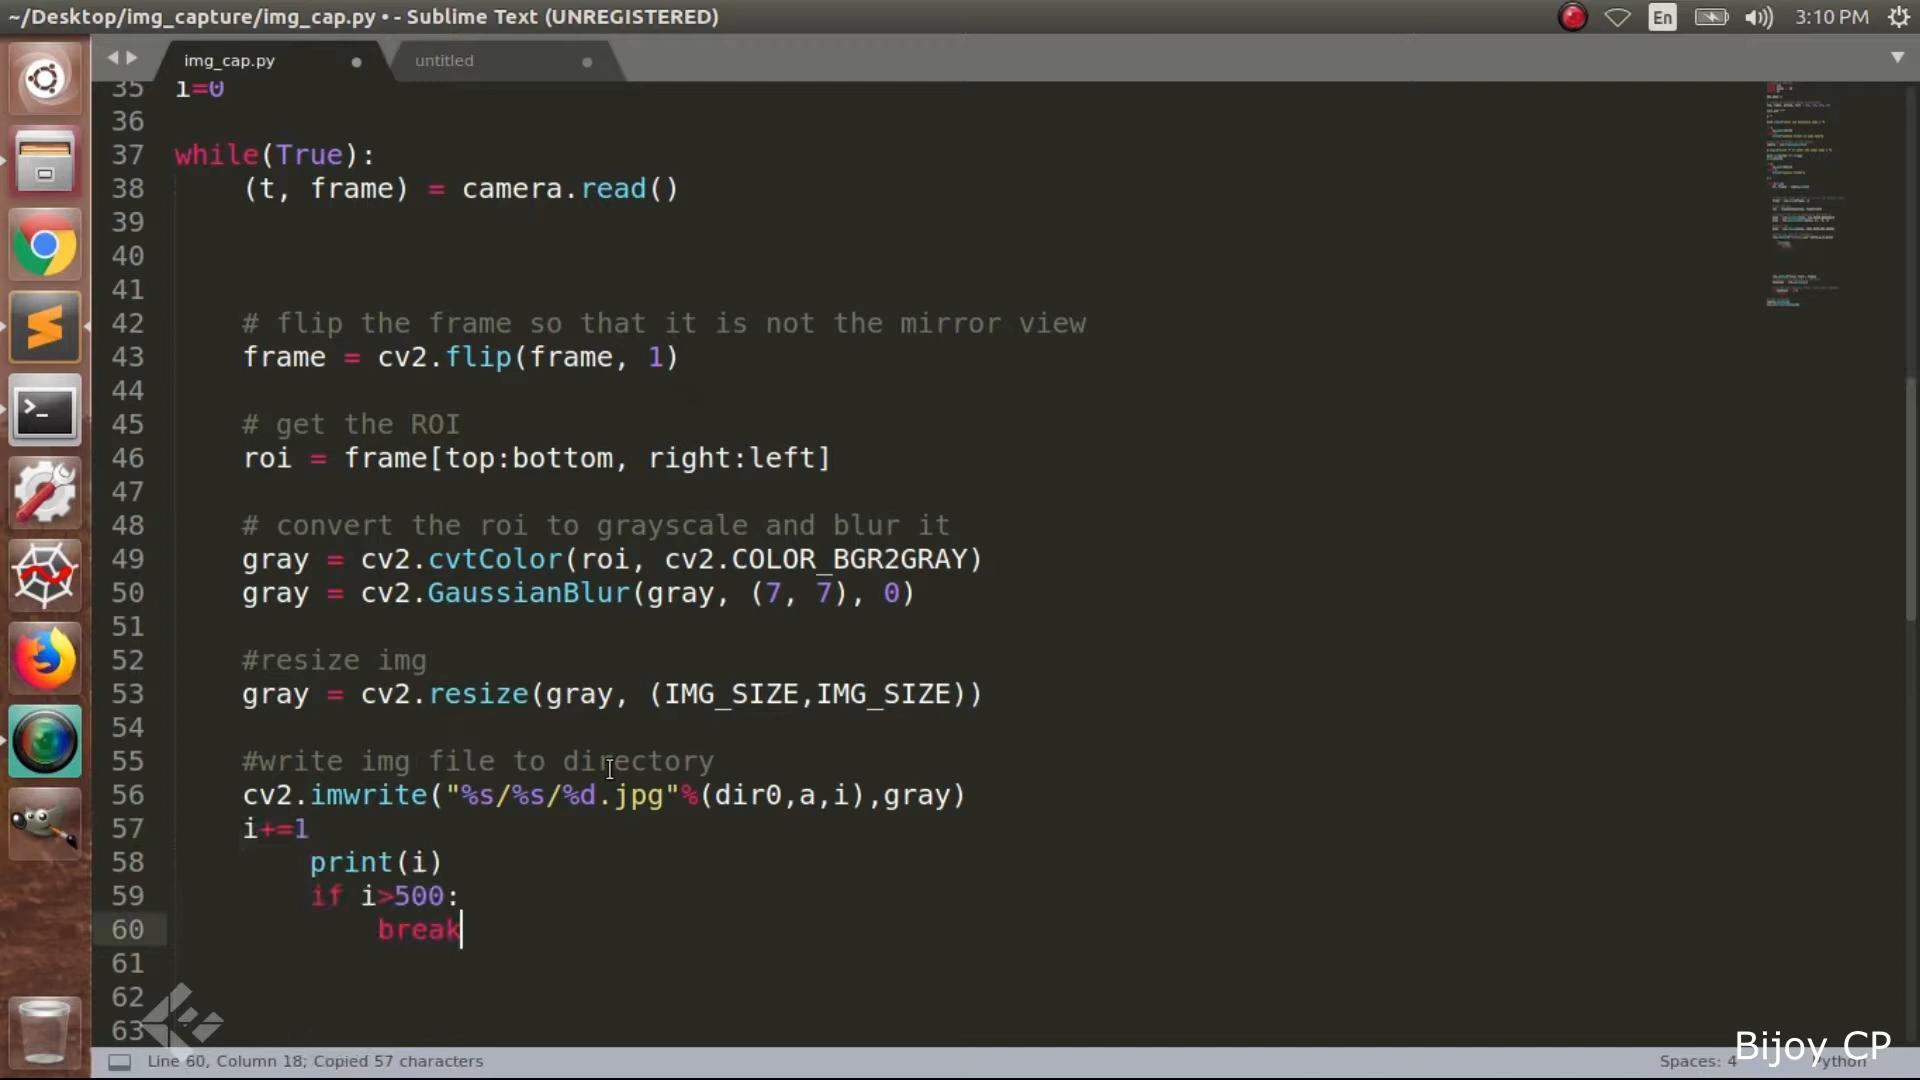 ~/Desktop/img_capture/img_cap.py • - Sublime Text (UNREGISTERED)
En
3:10 PM
img_cap.py
untitled
35 i=0
36
37 while(True):
38 (t, frame) = camera.read()
39
40
41
42 # flip the frame so that it is not the mirror view
43 frame = cv2.flip(frame, 1)
44
45 # get the ROI
46 roi = frame[top:bottom, right:left]
47
48 # convert the roi to grayscale and blur it
49 gray = cv2.cvtColor(roi, cv2.COLOR_BGR2GRAY)
50 gray = cv2.GaussianBlur(gray, (7, 7), 0)
51
52 #resize img
53 gray = cv2.resize(gray, (IMG_SIZE,IMG_SIZE))
54
55 #write img file to directory
56 cv2.imwrite("%s/%s/%d.jpg"%(dir0,a,i),gray)
57 i+=1
58 print(i)
59 if i>500:
60 break
61
62
63
Line 60, Column 18; Copied 57 characters
Spaces: 4
Python
Bijoy CP